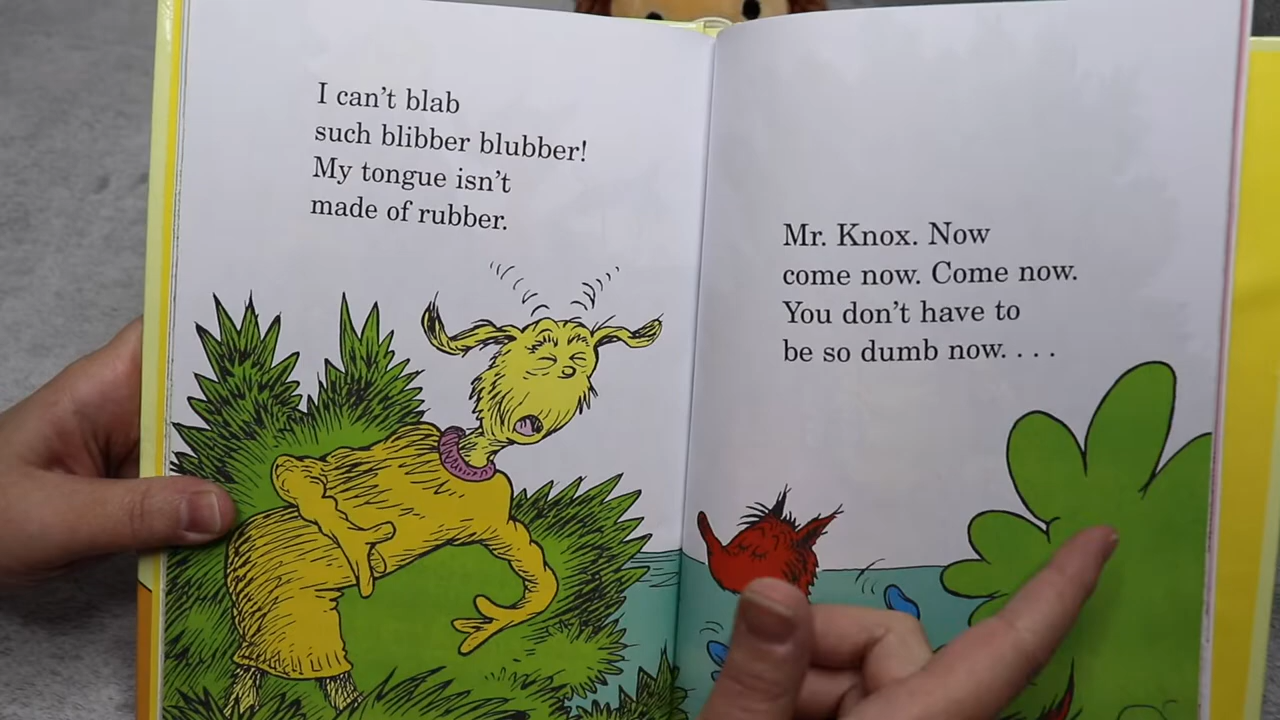 I can't blab
such blibber blubber!
My tongue isn't
made of rubber.
Mr. Knox. Now
come now. Come now.
You don't have to
be so dumb now. . . .